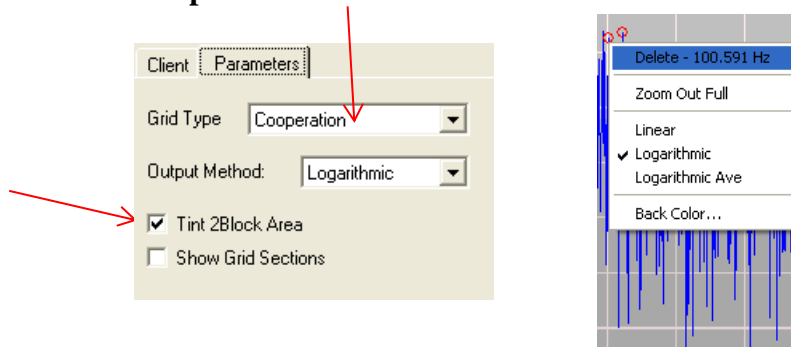 Client Parameters
Grid Type Cooperation
Output Method: Logarithmic
Tint 2Block Area
Show Grid Sections
Delete - 100.591 Hz
Zoom Out Full
Linear
Logarithmic
Logarithmic Ave
Back Color...